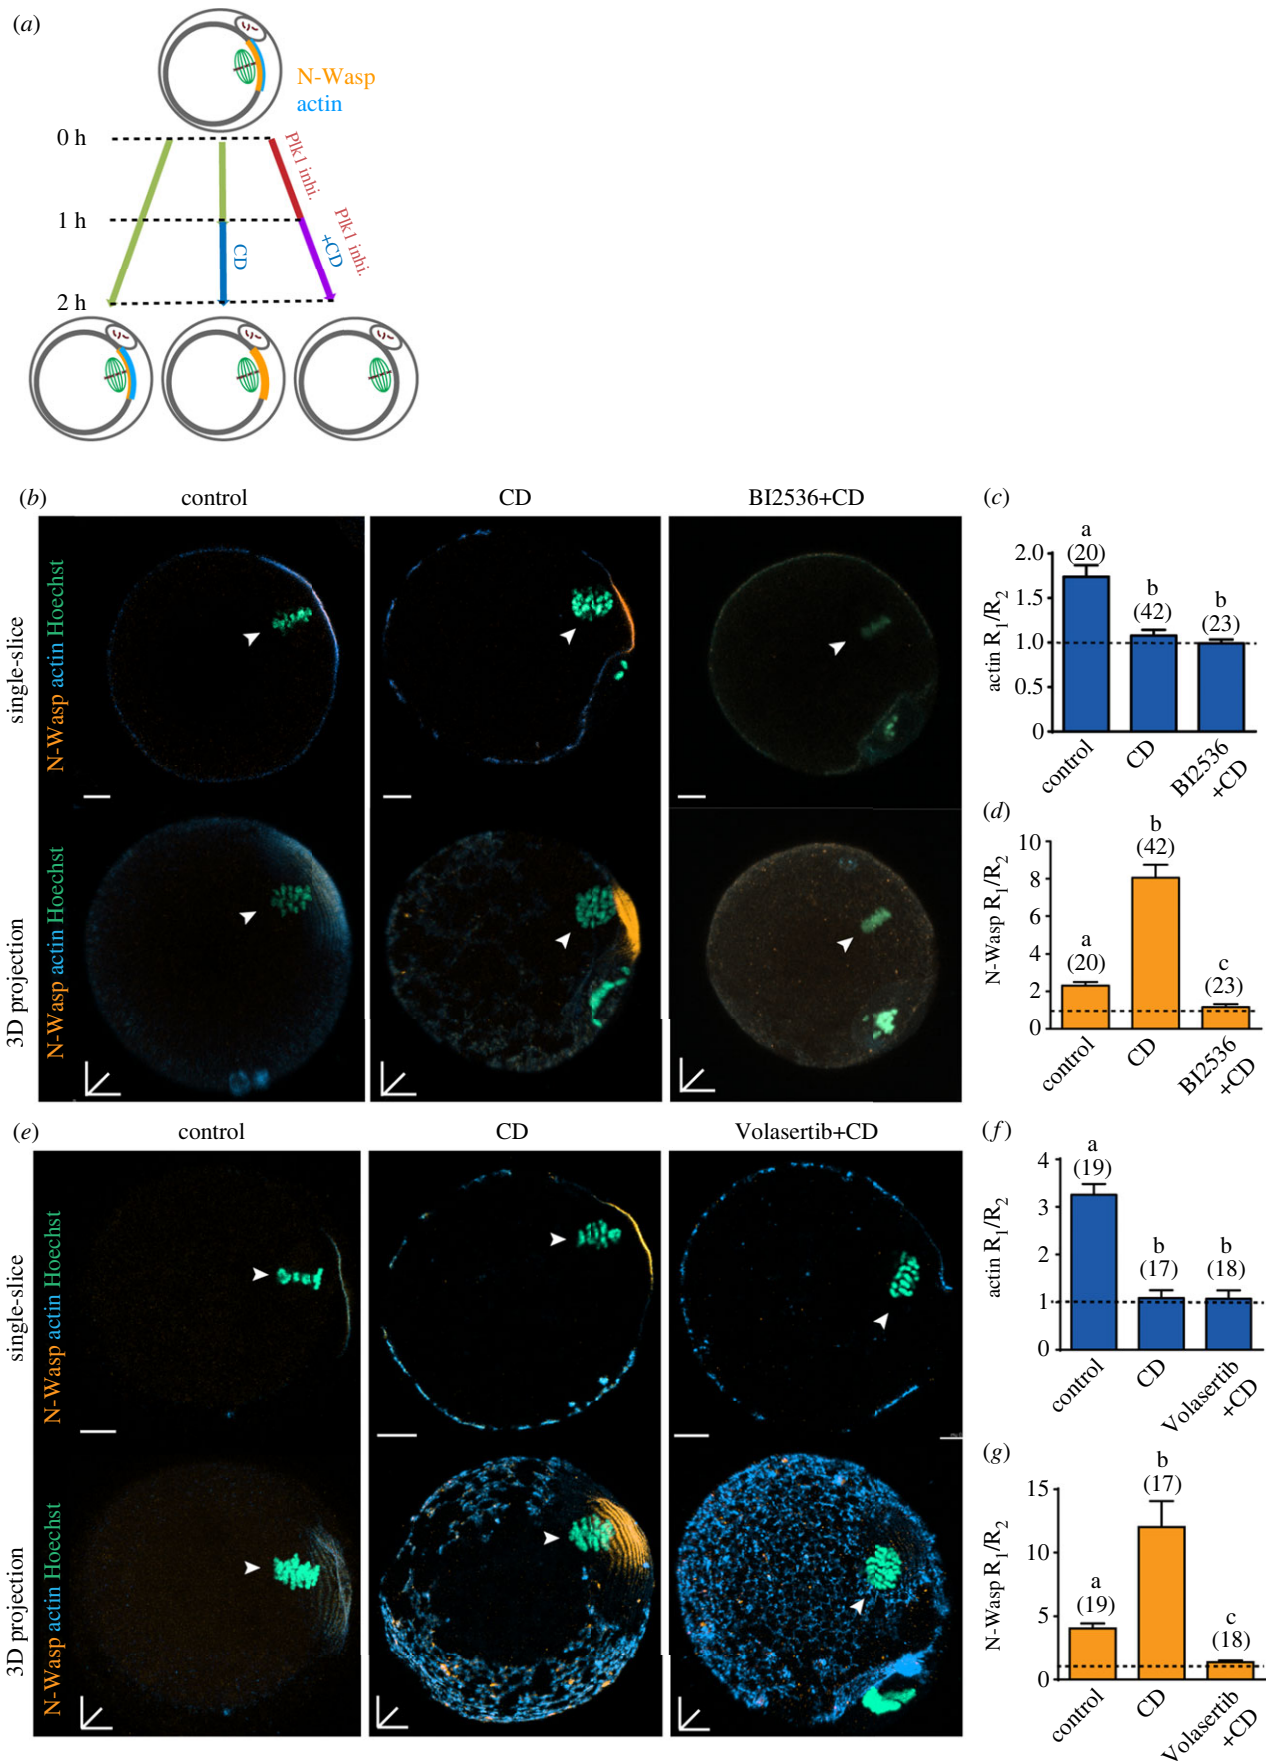 (a)
N-Wasp
actin
0 h
Plk1 inhi.
1 h
CD
Plk1 inhi.
+CD
2 h
(b)
control
CD
BI2536+CD
single-slice
N-Wasp actin Hoechst
3D projection
N-Wasp actin Hoechst
(c)
actin R1/R2
2.0
1.5
1.0
0.5
0
a
(20)
b
(42)
b
(23)
control
CD
BI2536
+CD
(d)
N-Wasp R1/R2
10
8
6
4
2
0
a
(20)
b
(42)
c
(23)
control
CD
BI2536
+CD
(e)
control
CD
Volasertib+CD
single-slice
N-Wasp actin Hoechst
3D projection
N-Wasp actin Hoechst
(f)
actin R1/R2
4
3
2
1
0
a
(19)
b
(17)
b
(18)
control
CD
Volasertib
+CD
(g)
N-Wasp R1/R2
15
10
5
0
a
(19)
b
(17)
c
(18)
control
CD
Volasertib
+CD